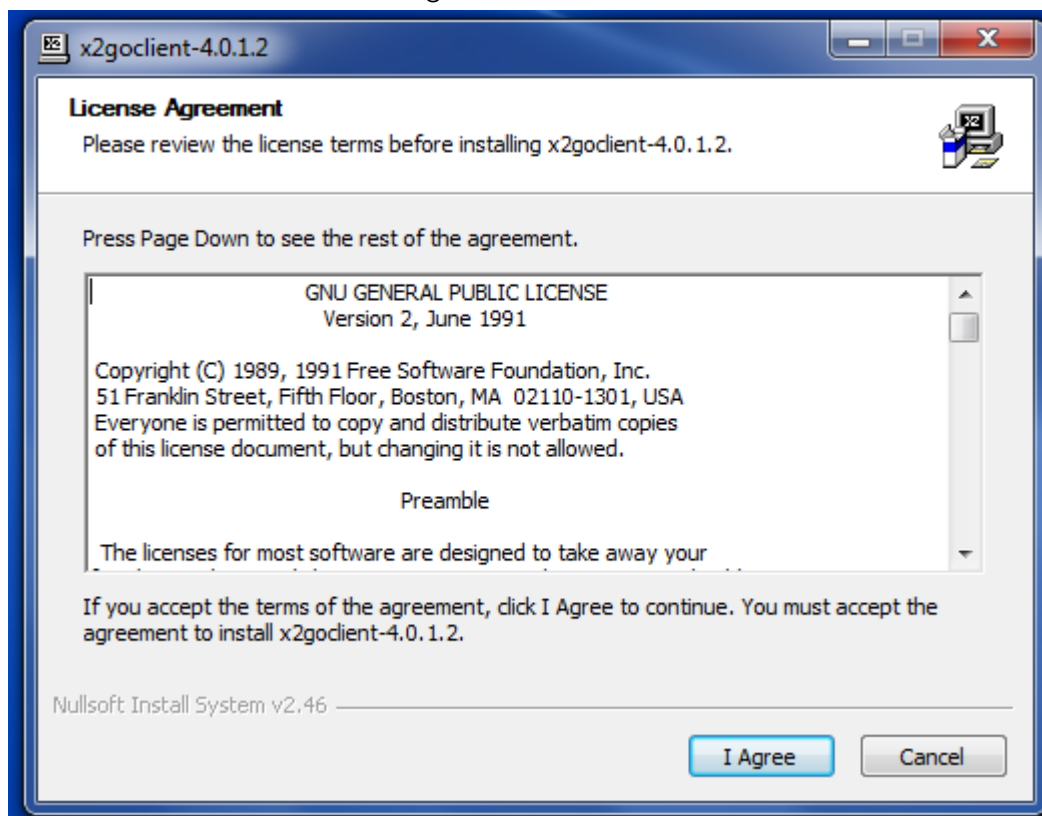 x2goclient-4.0.1.2
License Agreement
Please review the license terms before installing x2goclient-4.0.1.2.
X2
Press Page Down to see the rest of the agreement.
GNU GENERAL PUBLIC LICENSE
Version 2, June 1991
Copyright (C) 1989, 1991 Free Software Foundation, Inc.
51 Franklin Street, Fifth Floor, Boston, MA 02110-1301, USA
Everyone is permitted to copy and distribute verbatim copies
of this license document, but changing it is not allowed.
Preamble
The licenses for most software are designed to take away your
If you accept the terms of the agreement, click I Agree to continue. You must accept the
agreement to install x2goclient-4.0.1.2.
Nullsoft Install System v2.46
I Agree
Cancel